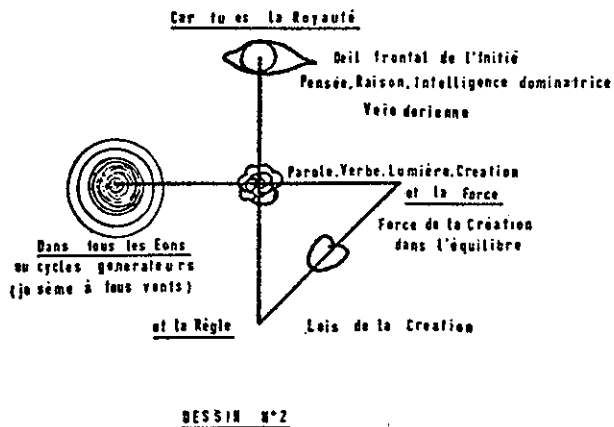 Car tu es la Royauté
Oeil frontal de l'Initié
Pensée, Raison, Intelligence dominatrice
Voie dorienne
Parole, Verbe, Lumière, Creation
et la Force
Force de la Création
dans l'équilibre
Dans tous les Eons
ou cycles generateurs
(je sème à tous vents)
et la Règle
Lois de la Creation
DESSIN N°2